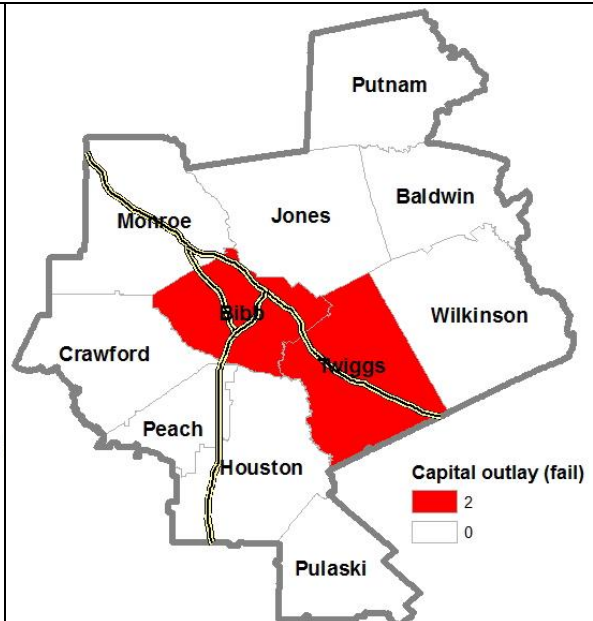 Putnam
Baldwin
Jones
Monroe
Wilkinson
Bibb
Crawford
Twiggs
Peach
Houston
Capital outlay (fail)
2
0
Pulaski